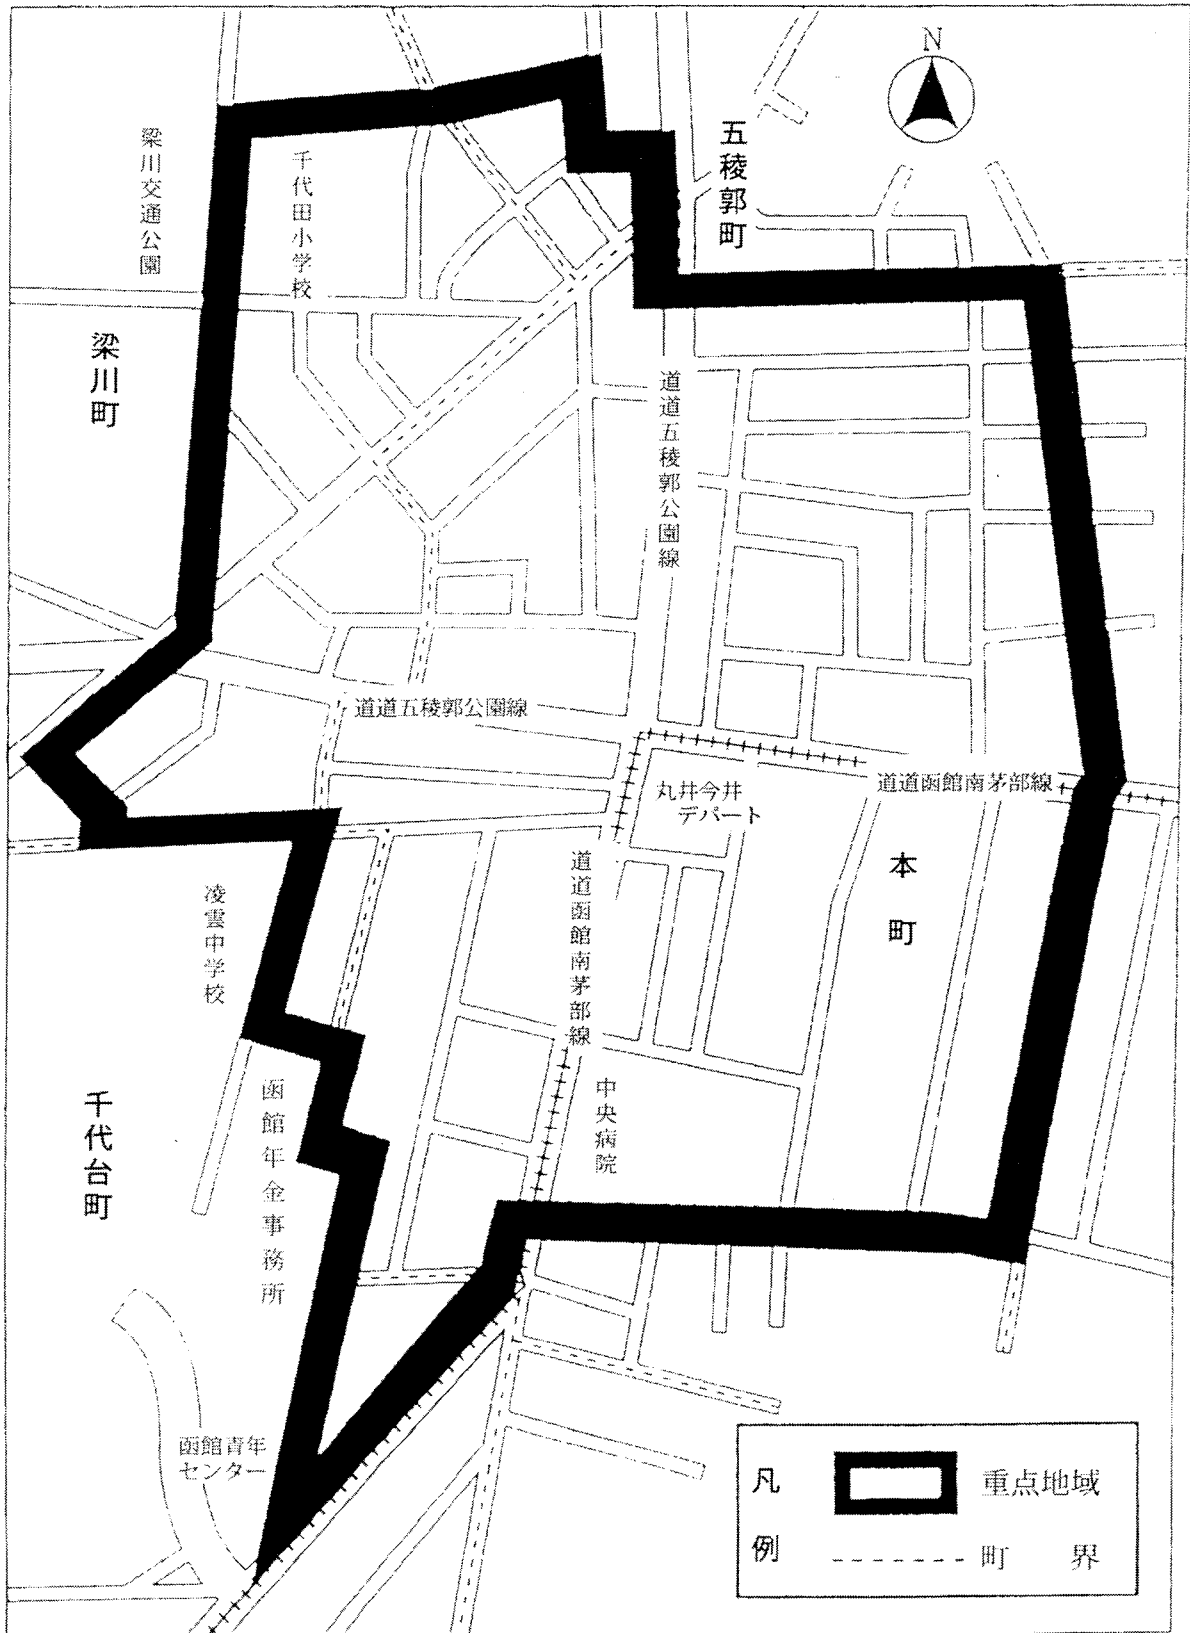 N
五稜郭町
梁川交通公園
千代田小学校
梁川町
道道五稜郭公園線
道道五稜郭公園線
道道函館南茅部線
丸井今井
デパート
本町
道道函館南茅部線
凌雲中学校
中央病院
函館年金事務所
千代台町
函館青年
センター
凡例
重点地域
町 界